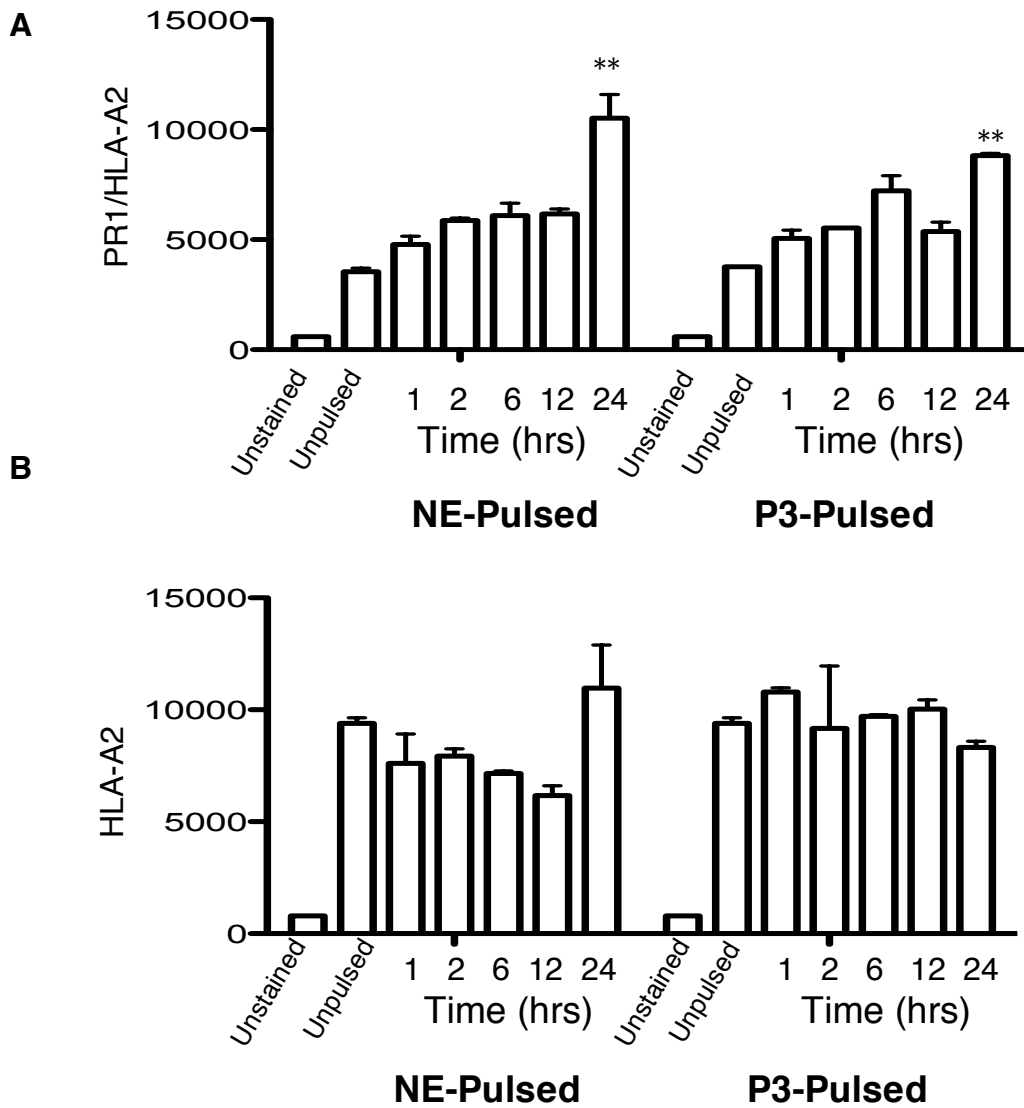 A
15000
**
10000
**
PR1/HLA-A2
5000
0
Unstained Unpulsed 1 2 6 12 24 Unstained Unpulsed 1 2 6 12 24
Time (hrs) Time (hrs)
NE-Pulsed P3-Pulsed
B
15000
10000
HLA-A2
5000
0
Unstained Unpulsed 1 2 6 12 24 Unstained Unpulsed 1 2 6 12 24
Time (hrs) Time (hrs)
NE-Pulsed P3-Pulsed